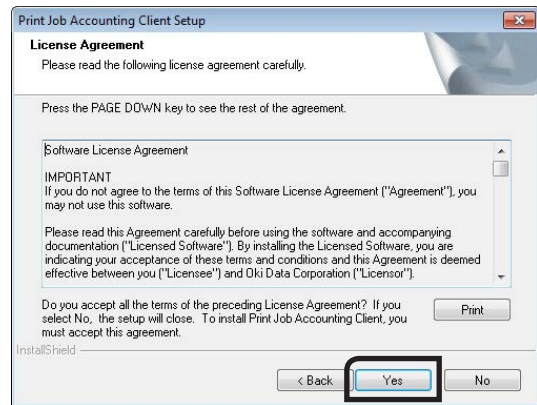 Print Job Accounting Client Setup
License Agreement
Please read the following license agreement carefully.
Press the PAGE DOWN key to see the rest of the agreement.
Software License Agreement
IMPORTANT
If you do not agree to the terms of this Software License Agreement ("Agreement"), you
may not use this software.
Please read this Agreement carefully before using the software and accompanying
documentation ("Licensed Software"). By installing the Licensed Software, you are
indicating your acceptance of these terms and conditions and this Agreement is deemed
effective between you ("Licensee") and Oki Data Corporation ("Licensor").
Do you accept all the terms of the preceding License Agreement? If you
select No, the setup will close. To install Print Job Accounting Client, you
must accept this agreement.
Print
InstallShield
< Back
Yes
No